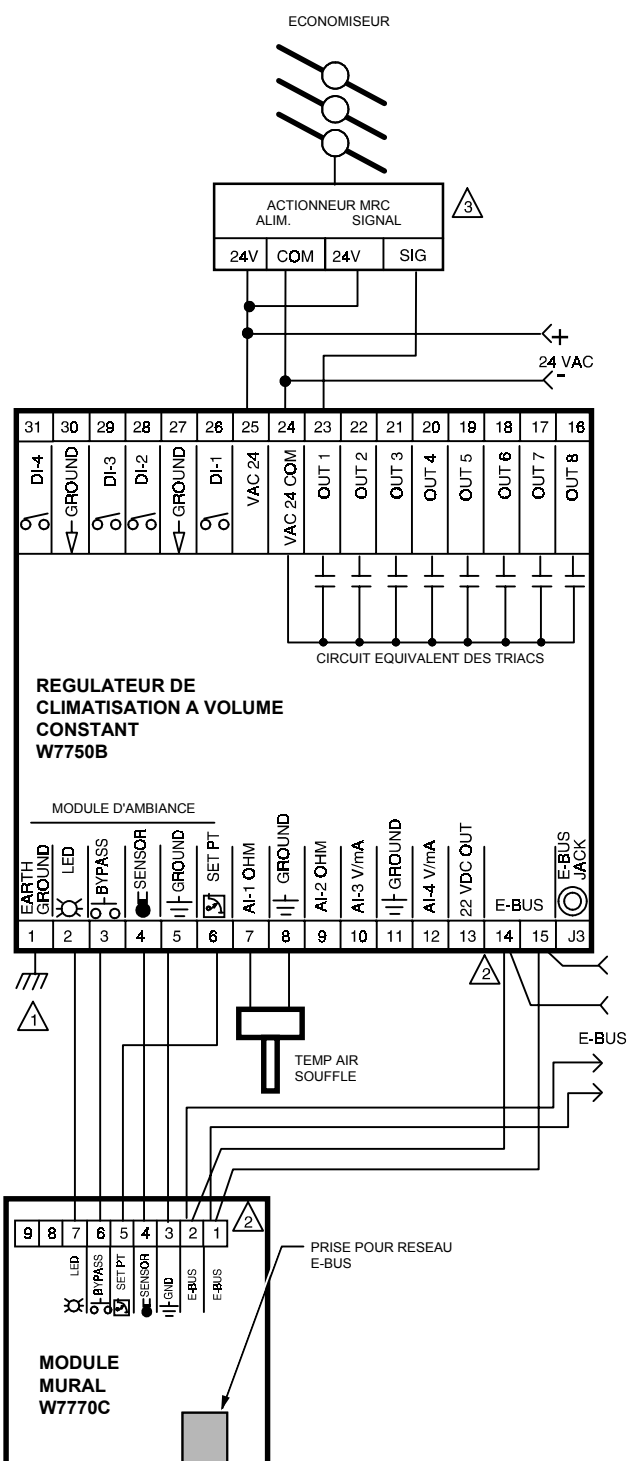 ECONOMISEUR
ACTIONNEUR MRC
ALIM. SIGNAL
24V COM 24V SIG
3
+
24 VAC
-
31 30 29 28 27 26 25 24 23 22 21 20 19 18 17 16
DI-4
GROUND
DI-3
DI-2
GROUND
DI-1
VAC 24
VAC 24 COM
OUT 1
OUT 2
OUT 3
OUT 4
OUT 5
OUT 6
OUT 7
OUT 8
CIRCUIT EQUIVALENT DES TRIACS
REGULATEUR DE
CLIMATISATION A VOLUME
CONSTANT
W7750B
MODULE D'AMBIANCE
EARTH
GROUND
LED
BYPASS
SENSOR
GROUND
SET PT
AI-1 OHM
GROUND
AI-2 OHM
AI-3 V/mA
GROUND
AI-4 V/mA
22 VDC OUT
E-BUS
E-BUS
JACK
1 2 3 4 5 6 7 8 9 10 11 12 13 14 15 J3
1
2
TEMP AIR
SOUFFLE
E-BUS
9 8 7 6 5 4 3 2 1
2
LED
BYPASS
SET PT
SENSOR
GND
E-BUS
E-BUS
PRISE POUR RESEAU
E-BUS
MODULE
MURAL
W7770C